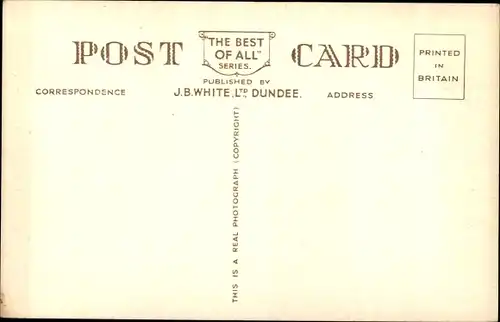 POST CARD
"THE BEST
OF ALL"
SERIES.
PUBLISHED BY
J.B.WHITE, LTD. DUNDEE.
CORRESPONDENCE
ADDRESS
PRINTED
IN
BRITAIN
THIS IS A REAL PHOTOGRAPH (COPYRIGHT)